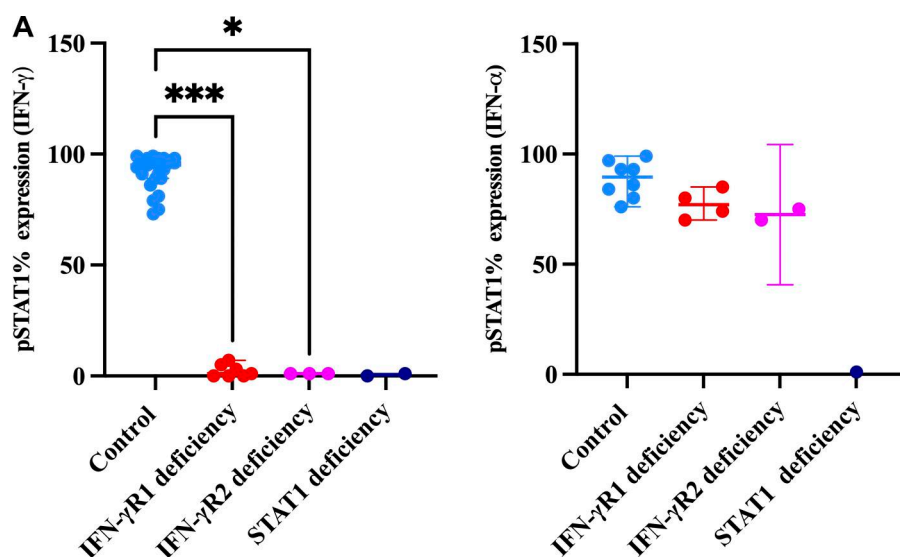 A
pSTAT1% expression (IFN-γ)
150
100
50
0
*
***
Control
IFN-γR1 deficiency
IFN-γR2 deficiency
STAT1 deficiency
pSTAT1% expression (IFN-α)
150
100
50
0
Control
IFN-γR1 deficiency
IFN-γR2 deficiency
STAT1 deficiency